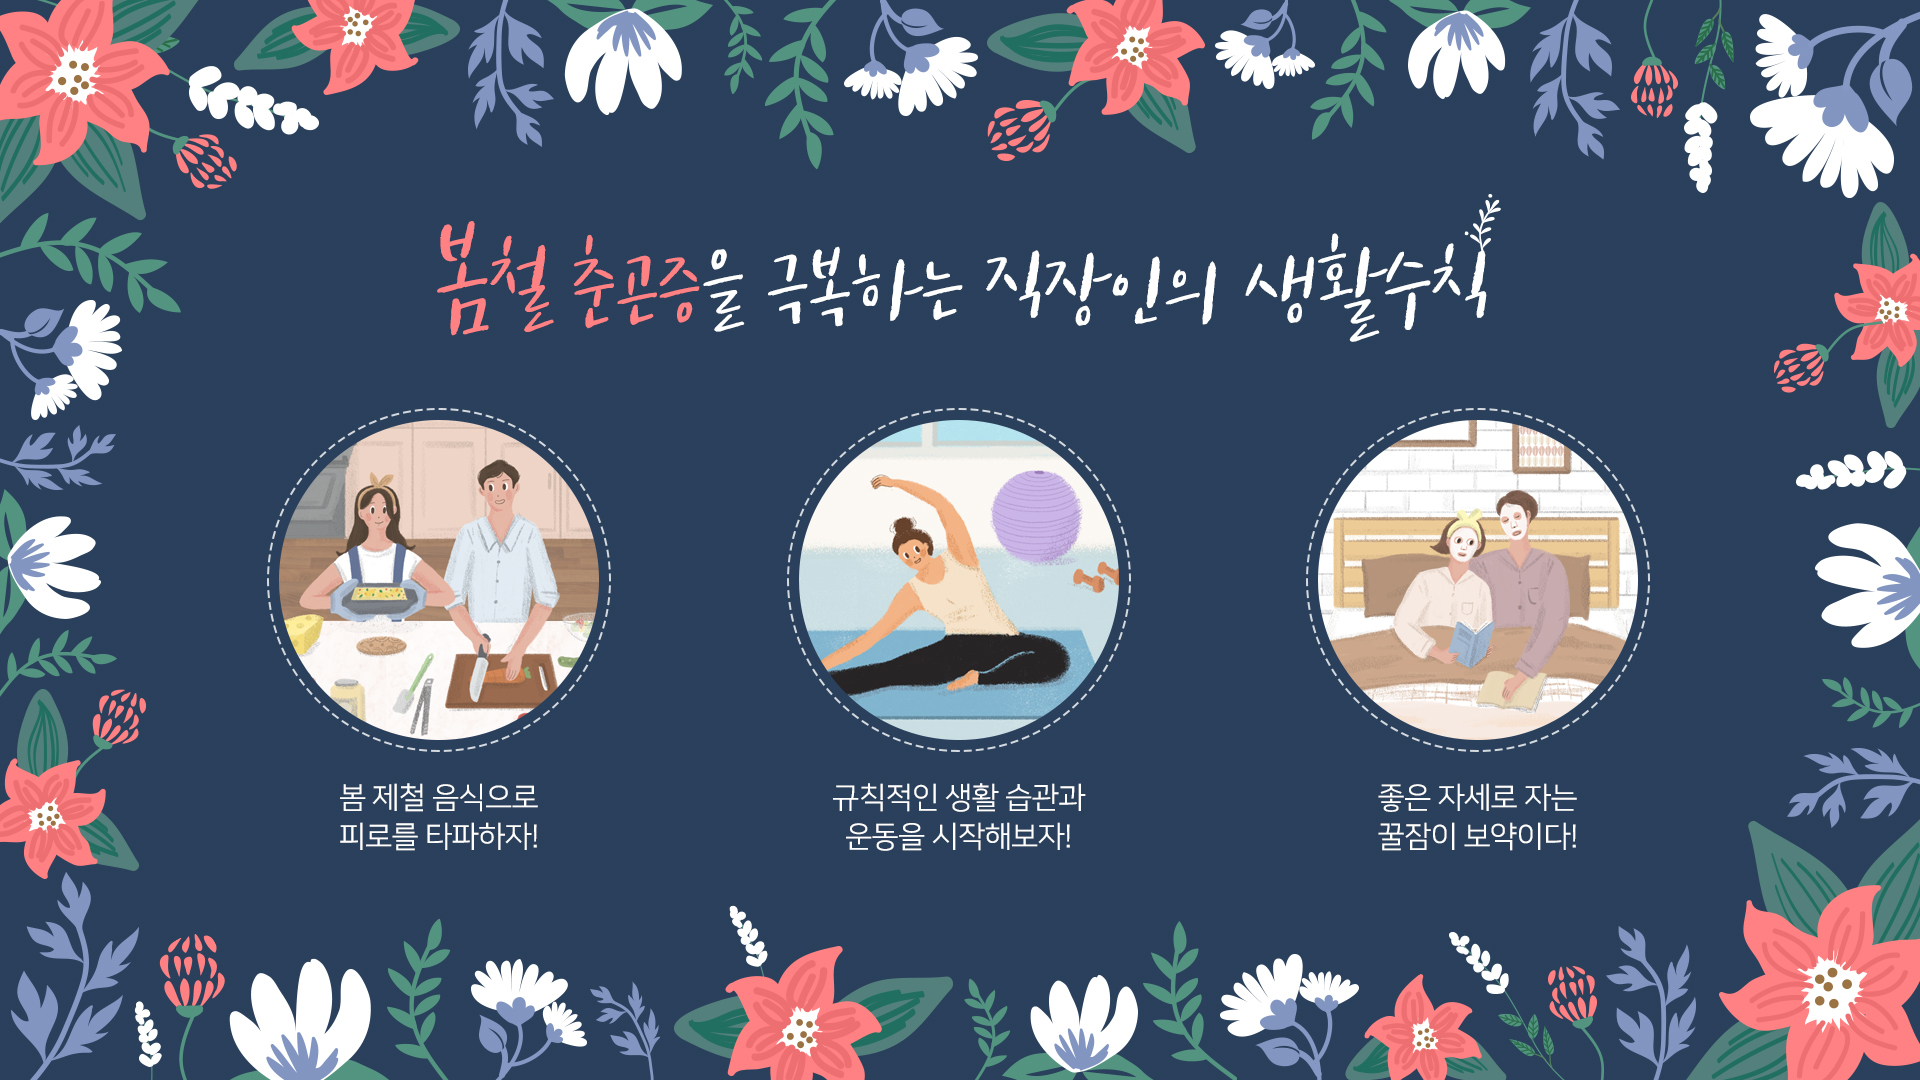 봄철 춘곤증을 극복하는 직장인의 생활수칙
봄 제철 음식으로
피로를 타파하자!
규칙적인 생활 습관과
운동을 시작해보자!
좋은 자세로 자는
꿀잠이 보약이다!